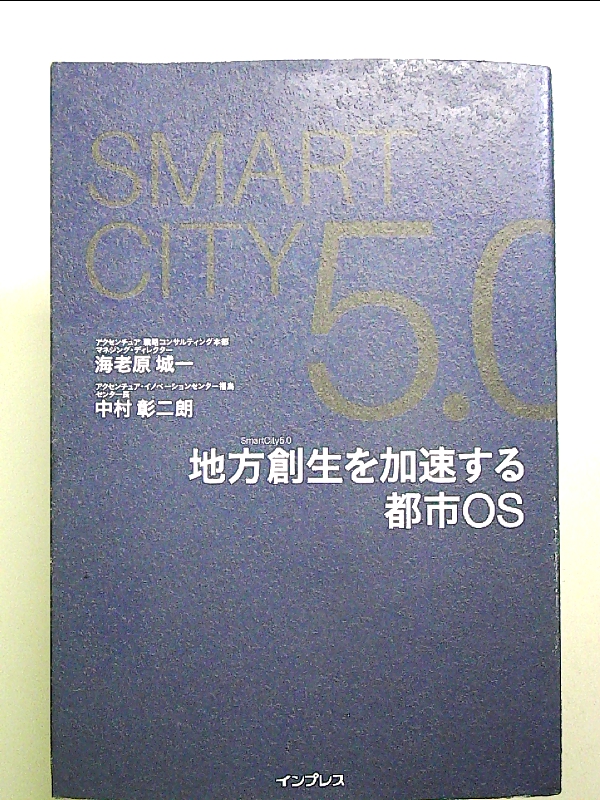 SMART
CITY 5.0
アクセンチュア 戦略コンサルティング本部
マネジング・ディレクター
海老原 城一
アクセンチュア・イノベーションセンター福島
センター長
中村 彰二朗
SmartCity5.0
地方創生を加速する
都市OS
インプレス